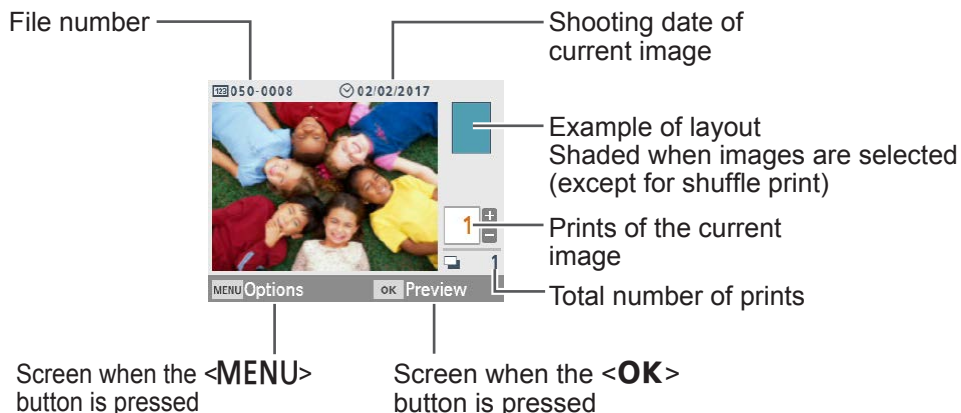 File number
Shooting date of
current image
123 050-0008
02/02/2017
Example of layout
Shaded when images are selected
(except for shuffle print)
1
+
-
Prints of the current
image
1
Total number of prints
MENU Options
OK Preview
Screen when the <MENU>
button is pressed
Screen when the <OK>
button is pressed